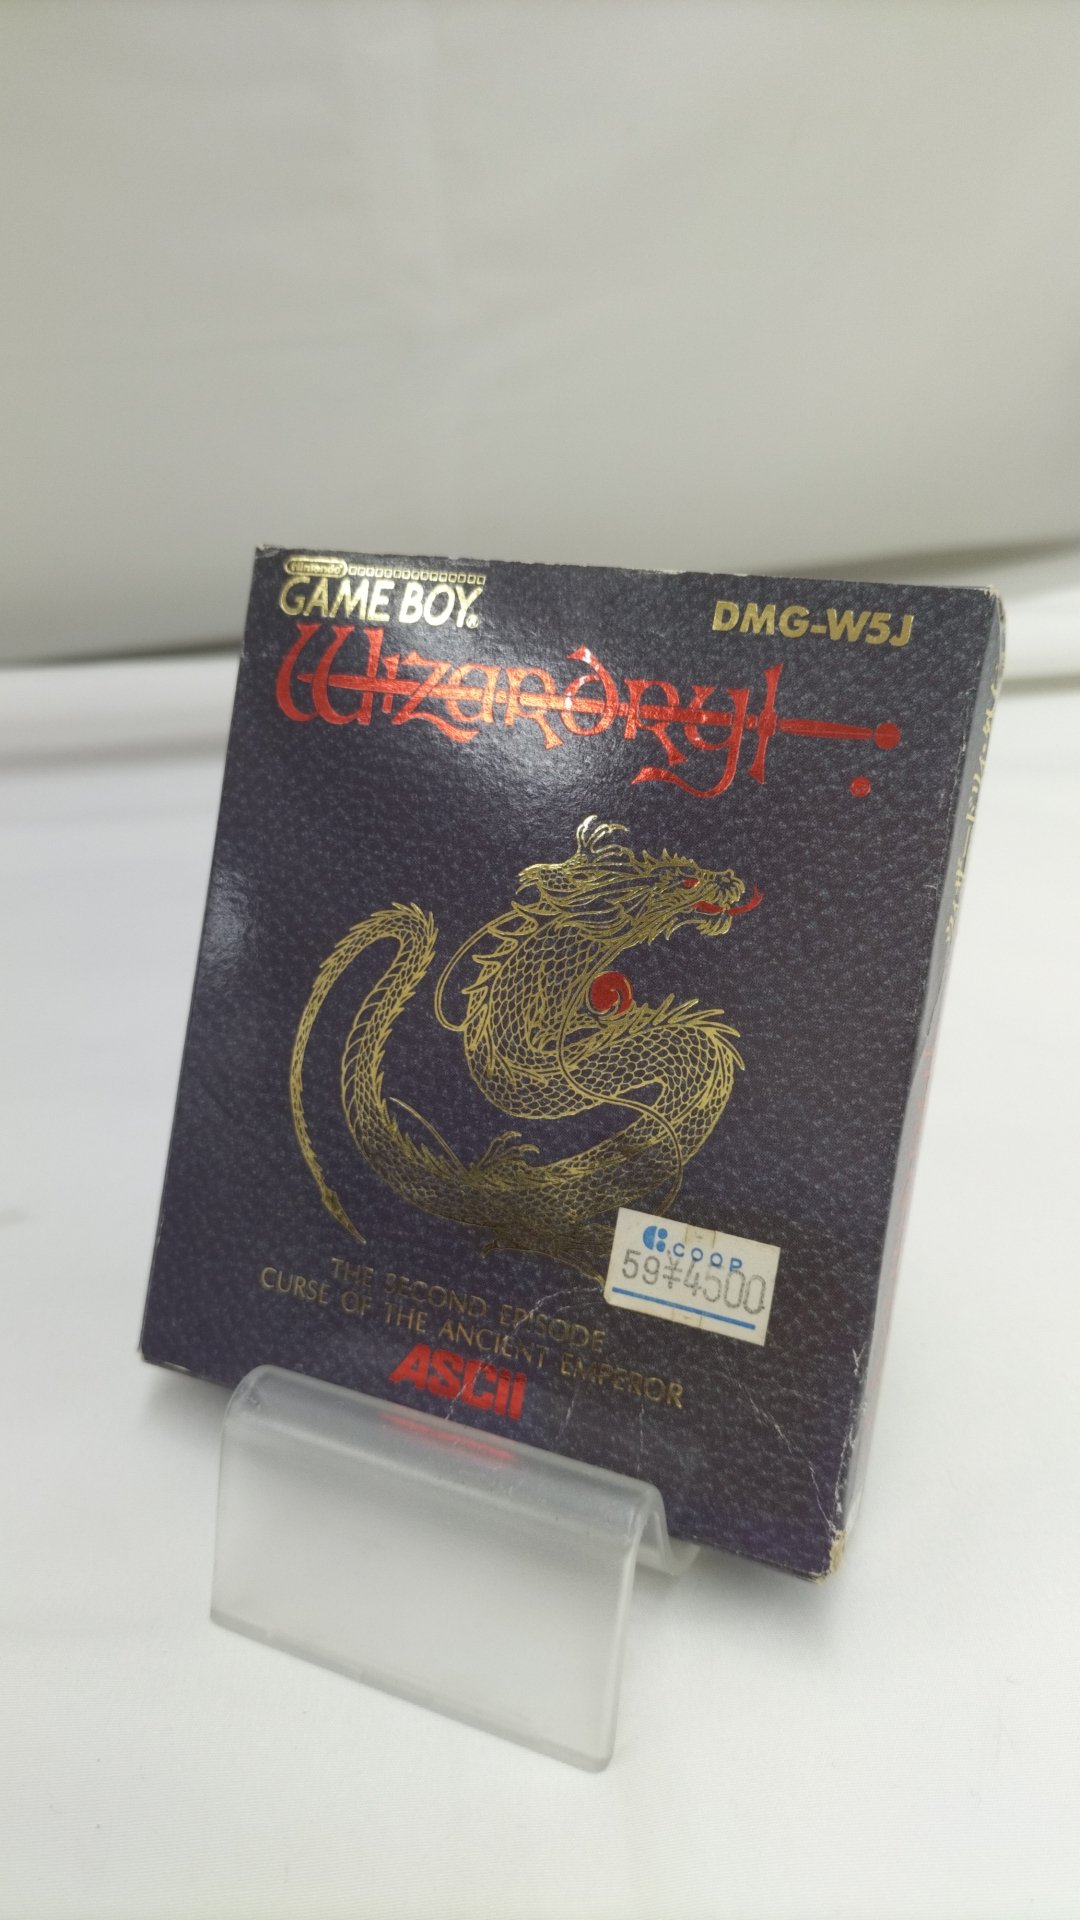 Nintendo
GAME BOY®
DMG-W5J
Wizardry
THE SECOND EPISODE
CURSE OF THE ANCIENT EMPEROR
COOP
59¥4500
ASCII